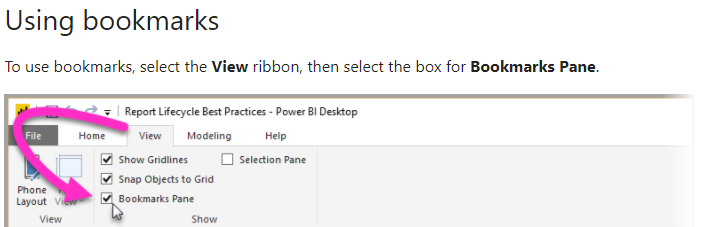 Using bookmarks
To use bookmarks, select the View ribbon, then select the box for Bookmarks Pane.
Report Lifecycle Best Practices - Power BI Desktop
File Home View Modeling Help
Show Gridlines Selection Pane
Snap Objects to Grid
Phone
Layout View
Bookmarks Pane
View Show